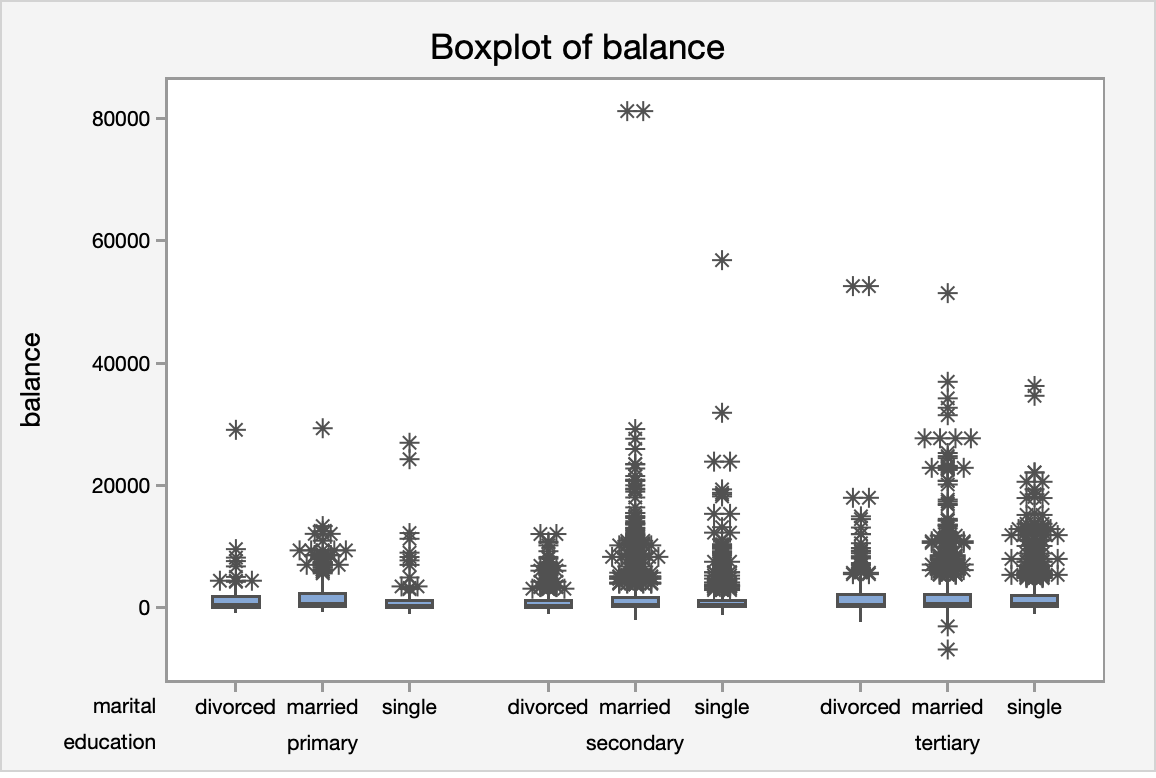 Boxplot of balance
balance
80000
60000
40000
20000
0
marital divorced married single divorced married single divorced married single
education primary secondary tertiary